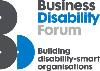 Business
Disability
Forum
Building
disability-smart
organisations